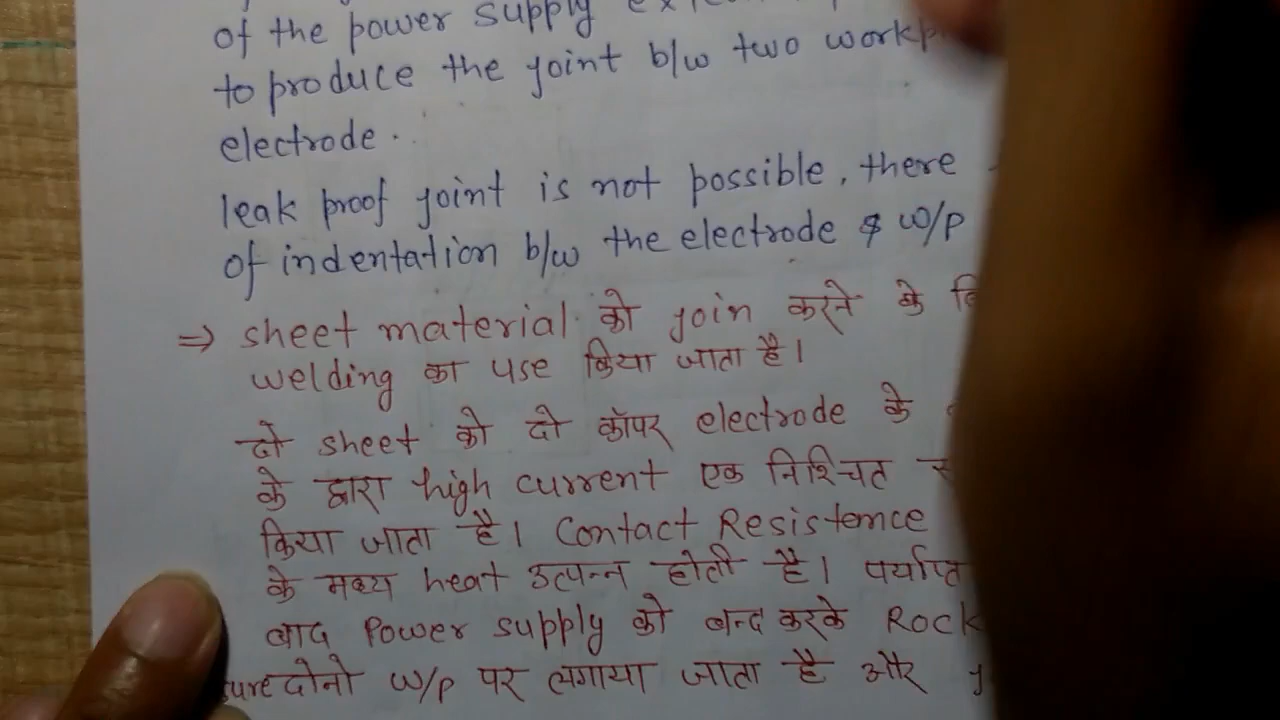 of the power supply
to produce the joint b/w two
electrode.
leak proof joint is not possible, there
of indentation b/w the electrode & w/p
⇒ sheet material को join करने के
welding का use किया जाता है।
दो sheet को दो कॉपर electrode के
के द्वारा high current एक निश्चित
किया जाता है। Contact Resistance
के मध्य heat उत्पन्न होती है। पर्याप्त
बाद Power supply को बन्द करके
दोनो w/p पर लगाया जाता है और